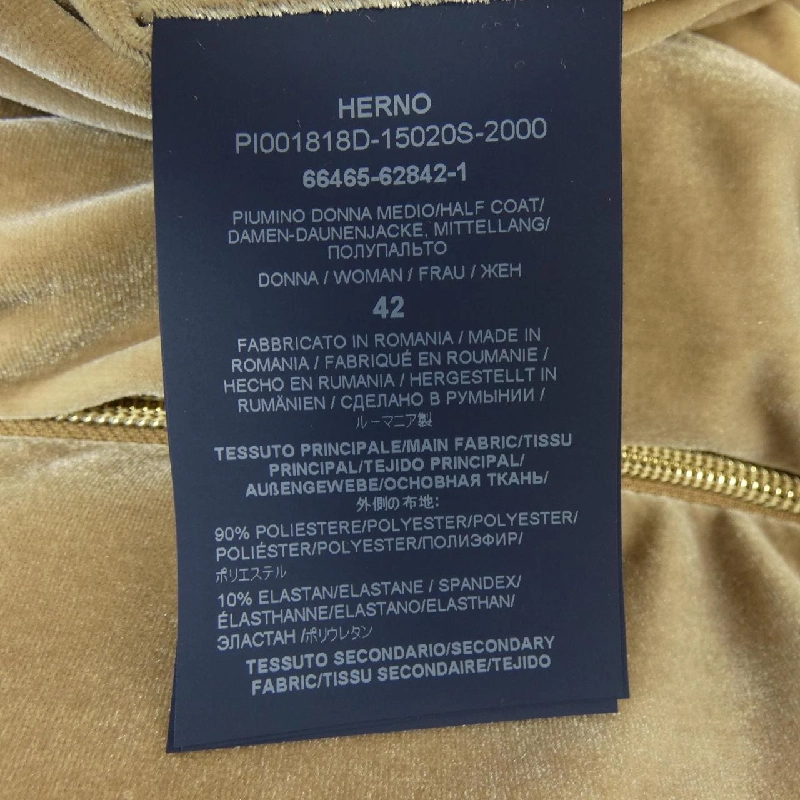 HERNO
PI001818D-15020S-2000
66465-62842-1
PIUMINO DONNA MEDIO/HALF COAT/
DAMEN-DAUNENJACKE, MITTELLANG/
ПОЛУПАЛЬТО
DONNA / WOMAN / FRAU / ЖЕН
42
FABBRICATO IN ROMANIA / MADE IN
ROMANIA / FABRIQUÉ EN ROUMANIE /
HECHO EN RUMANIA / HERGESTELLT IN
RUMÄNIEN / СДЕЛАНО В РУМЫНИИ /
ルーマニア製
TESSUTO PRINCIPALE/MAIN FABRIC/TISSU
PRINCIPAL/TEJIDO PRINCIPAL/
AUßENGEWEBE/ОСНОВНАЯ ТКАНЬ/
外側の布地:
90% POLIESTERE/POLYESTER/POLYESTER/
POLIÉSTER/POLYESTER/ПОЛИЭФИР/
ポリエステル
10% ELASTAN/ELASTANE / SPANDEX/
ÉLASTHANNE/ELASTANO/ELASTHAN/
ЭЛАСТАН /ポリウレタン
TESSUTO SECONDARIO/SECONDARY
FABRIC/TISSU SECONDAIRE/TEJIDO